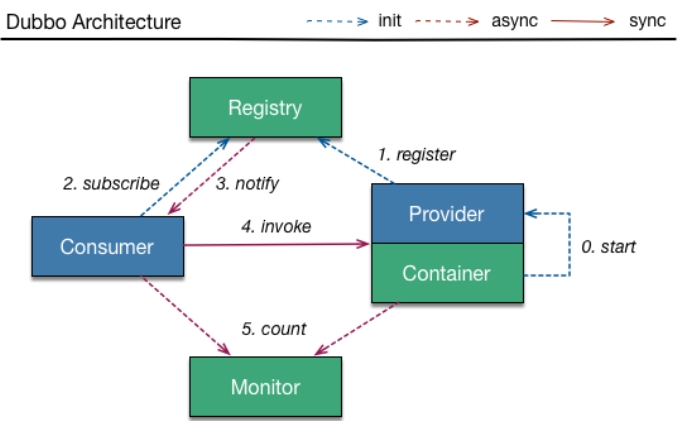 Dubbo Architecture
init
async
sync
Registry
1. register
2. subscribe
3. notify
Provider
4. invoke
Consumer
0. start
Container
5. count
Monitor